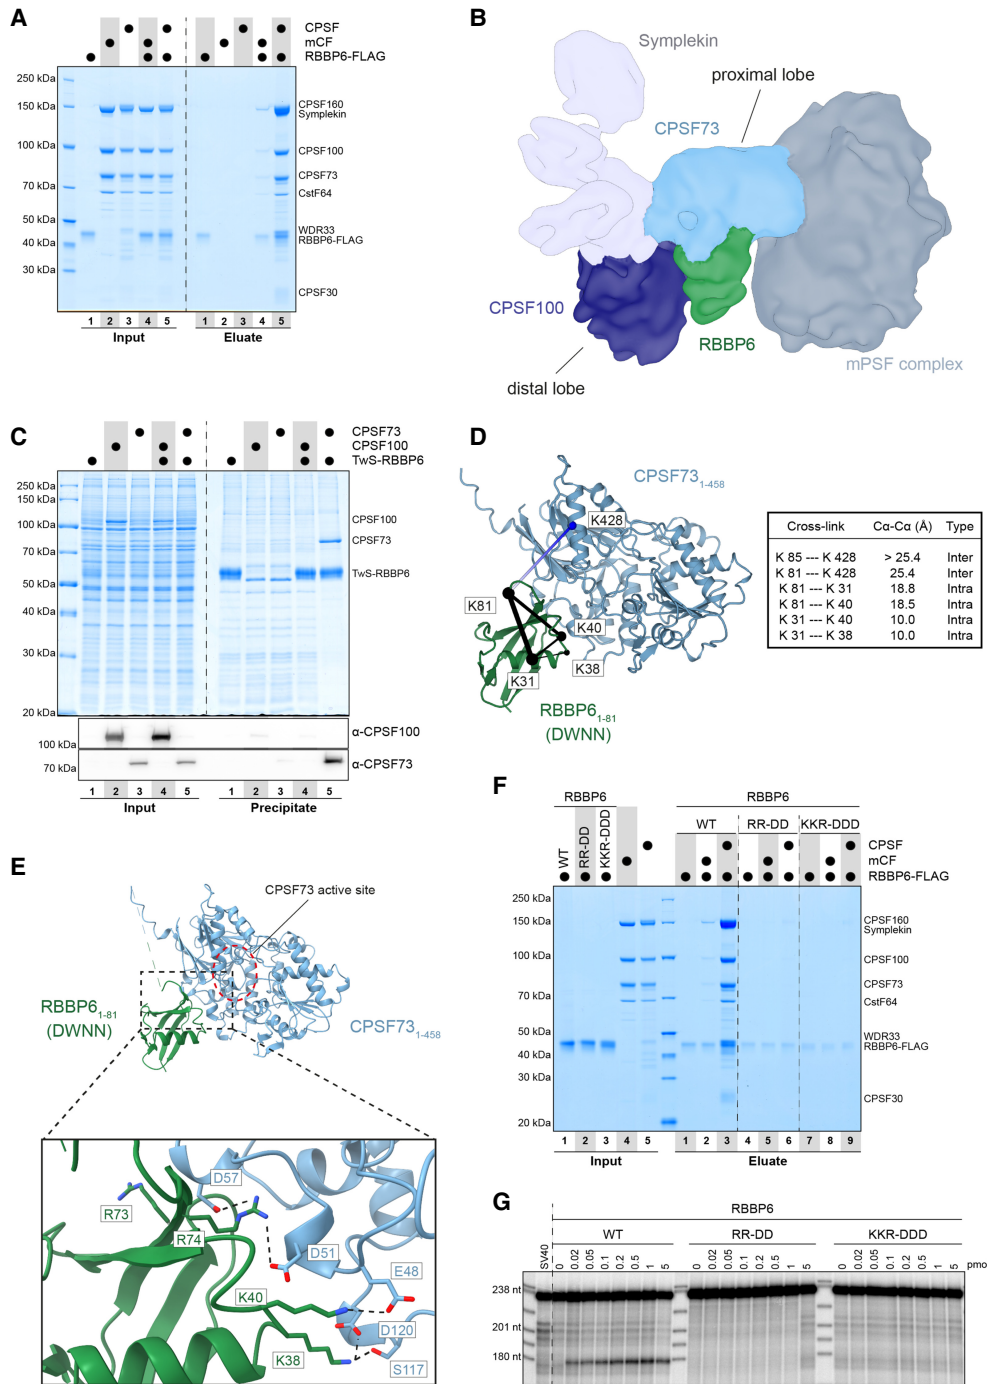 A
CPSF
mCF
RBBP6-FLAG
250 kDa
150 kDa
100 kDa
70 kDa
50 kDa
40 kDa
30 kDa
CPSF160
Symplekin
CPSF100
CPSF73
CstF64
WDR33
RBBP6-FLAG
CPSF30
1 2 3 4 5 1 2 3 4 5
Input Eluate
B
Symplekin
proximal lobe
CPSF73
CPSF100
RBBP6
mPSF complex
distal lobe
C
CPSF73
CPSF100
TwS-RBBP6
250 kDa
150 kDa
100 kDa
70 kDa
50 kDa
40 kDa
30 kDa
20 kDa
CPSF100
CPSF73
TwS-RBBP6
100 kDa
α-CPSF100
70 kDa
α-CPSF73
1 2 3 4 5 1 2 3 4 5
Input Precipitate
D
CPSF73₁₋₄₅₈
K428
K81
K40
K38
K31
RBBP6₁₋₈₁
(DWNN)
Cross-link Cα-Cα (Å) Type
K 85 --- K 428 > 25.4 Inter
K 81 --- K 428 25.4 Inter
K 81 --- K 31 18.8 Intra
K 81 --- K 40 18.5 Intra
K 31 --- K 40 10.0 Intra
K 31 --- K 38 10.0 Intra
E
CPSF73 active site
RBBP6₁₋₈₁
(DWNN)
CPSF73₁₋₄₅₈
D57
R73
R74
D51
E48
K40
D120
K38
S117
F
RBBP6 RBBP6
WT RR-DD KKR-DDD WT RR-DD KKR-DDD
CPSF
mCF
RBBP6-FLAG
250 kDa
150 kDa
100 kDa
70 kDa
50 kDa
40 kDa
30 kDa
20 kDa
CPSF160
Symplekin
CPSF100
CPSF73
CstF64
WDR33
RBBP6-FLAG
CPSF30
1 2 3 4 5 1 2 3 4 5 6 7 8 9
Input Eluate
G
RBBP6
WT RR-DD KKR-DDD
SV40 0 0.02 0.05 0.1 0.2 0.5 1 5 0 0.02 0.05 0.1 0.2 0.5 1 5 0 0.02 0.05 0.1 0.2 0.5 1 5 pmo
238 nt
201 nt
180 nt